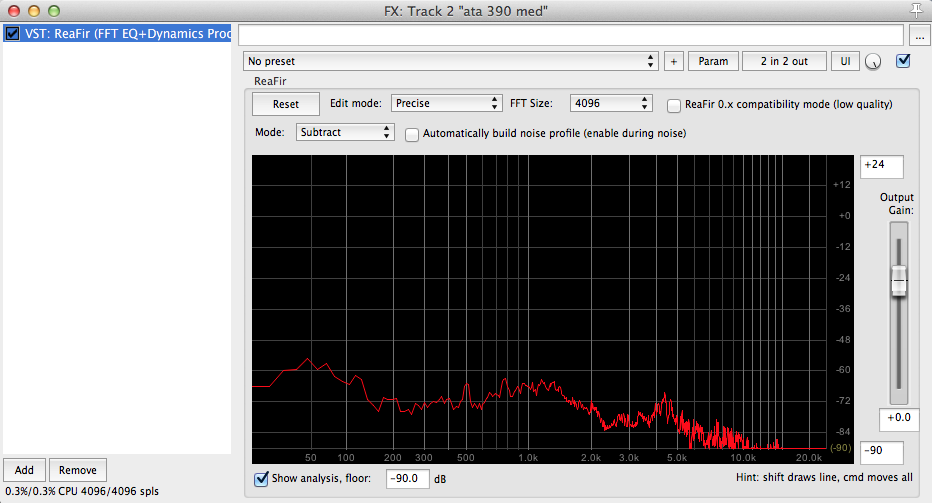 FX: Track 2 "ata 390 med"
VST: ReaFir (FFT EQ+Dynamics Proc
...
No preset
+
Param
2 in 2 out
UI
ReaFir
Reset
Edit mode:
Precise
FFT Size:
4096
ReaFir 0.x compatibility mode (low quality)
Mode:
Subtract
Automatically build noise profile (enable during noise)
+24
+12
+0
-12
-24
-36
-48
-60
-72
-84
(-90)
50 100 200 300 500 1.0k 2.0k 3.0k 5.0k 10.0k 20.0k
Output
Gain:
+0.0
-90
Show analysis, floor:
-90.0
dB
Hint: shift draws line, cmd moves all
Add
Remove
0.3%/0.3% CPU 4096/4096 spls